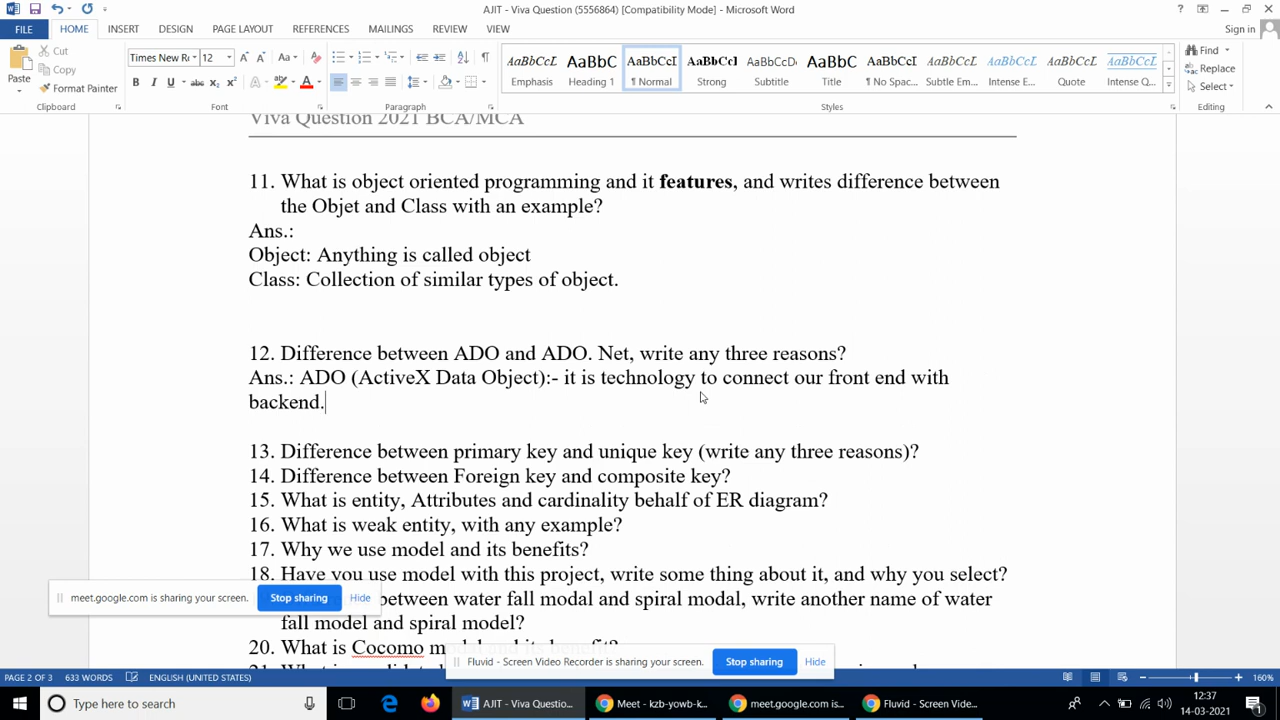 AJIT - Viva Question (5556864) [Compatibility Mode] - Microsoft Word
FILE HOME INSERT DESIGN PAGE LAYOUT REFERENCES MAILINGS REVIEW VIEW Sign in
Paste
Cut
Copy
Format Painter
Clipboard
Times New Ro 12
Font
Paragraph
AaBbCcL AaBbC AaBbCcI AaBbCcI AaBbCcD AaBbC AaBbCcI AaBbCcL AaBbCcL AaBbCcL AaBbCcL
Emphasis Heading 1 ¶ Normal Strong Subtitle Title ¶ No Spac... Subtle Em... Intense E... Quote Intense Q...
Styles
Find
Replace
Select
Editing
Viva Question 2021 BCA/MCA
11. What is object oriented programming and it features, and writes difference between
the Objet and Class with an example?
Ans.:
Object: Anything is called object
Class: Collection of similar types of object.
12. Difference between ADO and ADO. Net, write any three reasons?
Ans.: ADO (ActiveX Data Object):- it is technology to connect our front end with
backend.
13. Difference between primary key and unique key (write any three reasons)?
14. Difference between Foreign key and composite key?
15. What is entity, Attributes and cardinality behalf of ER diagram?
16. What is weak entity, with any example?
17. Why we use model and its benefits?
18. Have you use model with this project, write some thing about it, and why you select?
between water fall modal and spiral modal, write another name of water
fall model and spiral model?
20. What is Cocomo modal and its benefit?
meet.google.com is sharing your screen. Stop sharing Hide
Fluvid - Screen Video Recorder is sharing your screen. Stop sharing Hide
PAGE 2 OF 3 633 WORDS ENGLISH (UNITED STATES) 160%
Type here to search
AJIT - Viva Questio...
Meet - kzb-yowb-k...
meet.google.com is...
Fluvid - Screen Vide...
12:37
14-03-2021